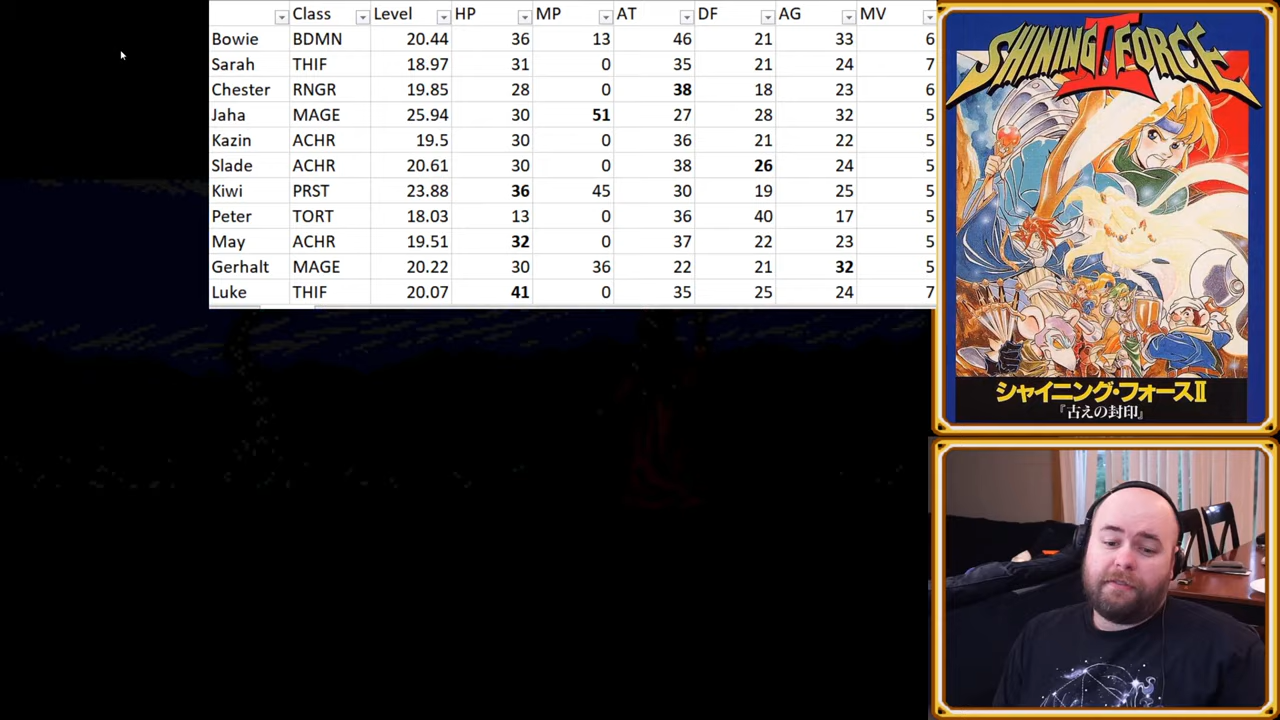 Class Level HP MP AT DF AG MV
Bowie BDMN 20.44 36 13 46 21 33 6
Sarah THIF 18.97 31 0 35 21 24 7
Chester RNGR 19.85 28 0 38 18 23 6
Jaha MAGE 25.94 30 51 27 28 32 5
Kazin ACHR 19.5 30 0 36 21 22 5
Slade ACHR 20.61 30 0 38 26 24 5
Kiwi PRST 23.88 36 45 30 19 25 5
Peter TORT 18.03 13 0 36 40 17 5
May ACHR 19.51 32 0 37 22 23 5
Gerhalt MAGE 20.22 30 36 22 21 32 5
Luke THIF 20.07 41 0 35 25 24 7
SHINING FORCE II
シャイニング・フォースⅡ
『古えの封印』